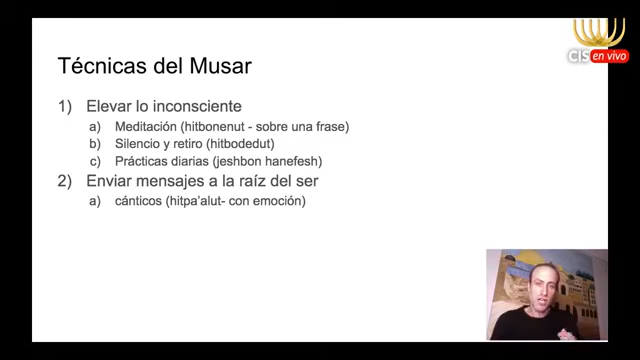 CIS en vivo
Técnicas del Musar
1) Elevar lo inconsciente
a) Meditación (hitbonenut - sobre una frase)
b) Silencio y retiro (hitbodedut)
c) Prácticas diarias (jeshbon hanefesh)
2) Enviar mensajes a la raíz del ser
a) cánticos (hitpa'alut- con emoción)